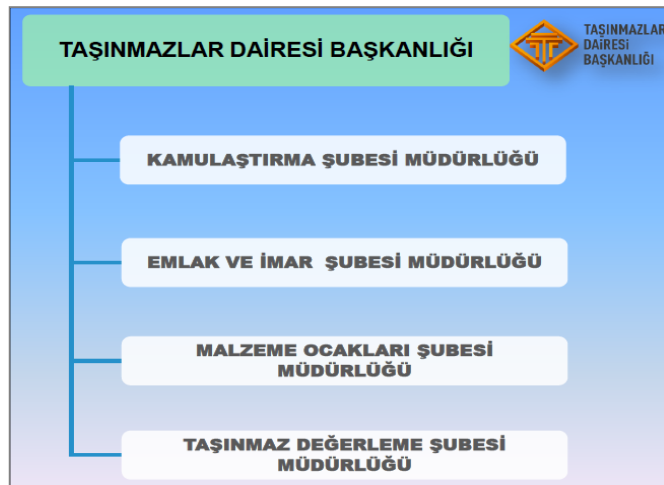 TAŞINMAZLAR DAİRESİ BAŞKANLIĞI
TAŞINMAZLAR
DAİRESİ
BAŞKANLIĞI
KAMULAŞTIRMA ŞUBESİ MÜDÜRLÜĞÜ
EMLAK VE İMAR ŞUBESİ MÜDÜRLÜĞÜ
MALZEME OCAKLARI ŞUBESİ
MÜDÜRLÜĞÜ
TAŞINMAZ DEĞERLEME ŞUBESİ
MÜDÜRLÜĞÜ